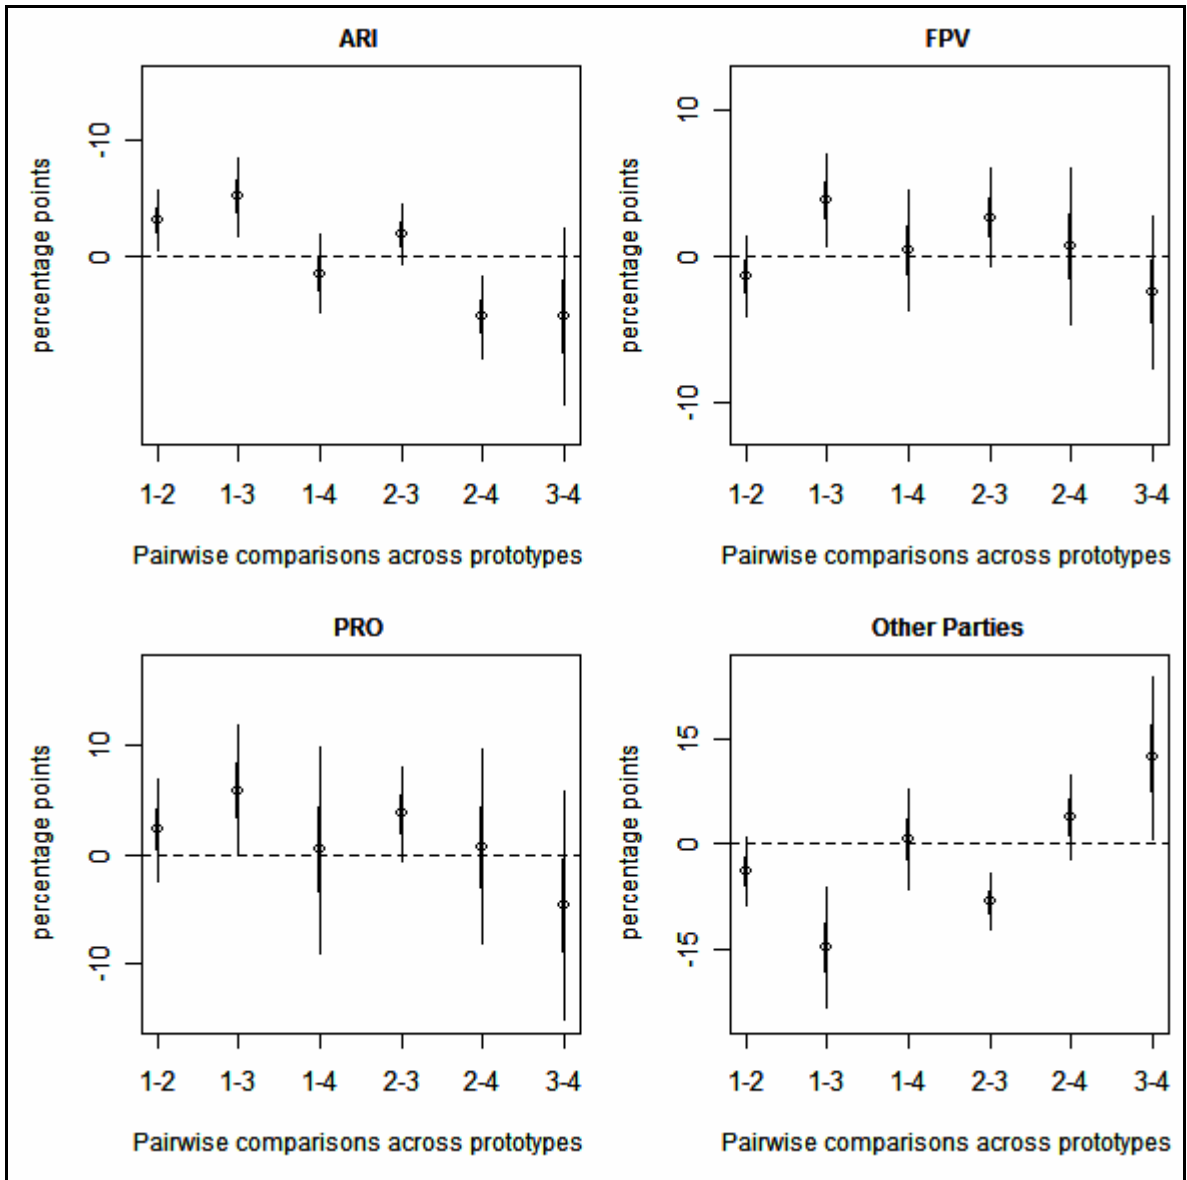 ARI
percentage points
-10
0
1-2 1-3 1-4 2-3 2-4 3-4
Pairwise comparisons across prototypes
FPV
percentage points
10
0
-10
1-2 1-3 1-4 2-3 2-4 3-4
Pairwise comparisons across prototypes
PRO
percentage points
10
0
-10
1-2 1-3 1-4 2-3 2-4 3-4
Pairwise comparisons across prototypes
Other Parties
percentage points
15
0
-15
1-2 1-3 1-4 2-3 2-4 3-4
Pairwise comparisons across prototypes